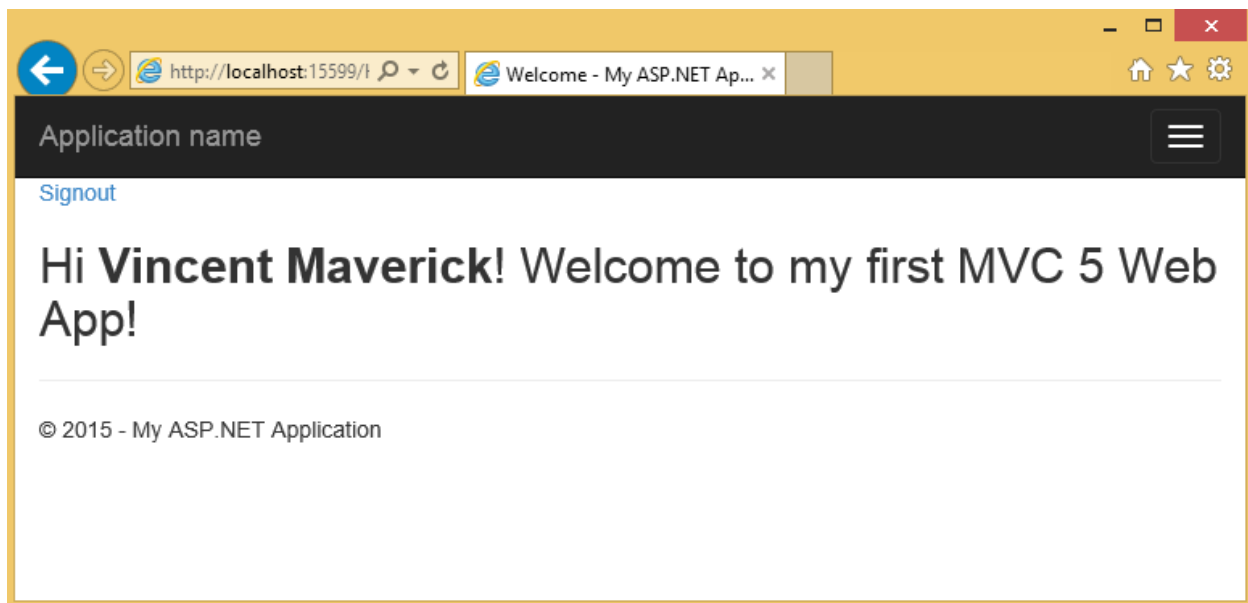 http://localhost:15599/H
Welcome - My ASP.NET Ap...
Application name
Signout
Hi Vincent Maverick! Welcome to my first MVC 5 Web
App!
© 2015 - My ASP.NET Application